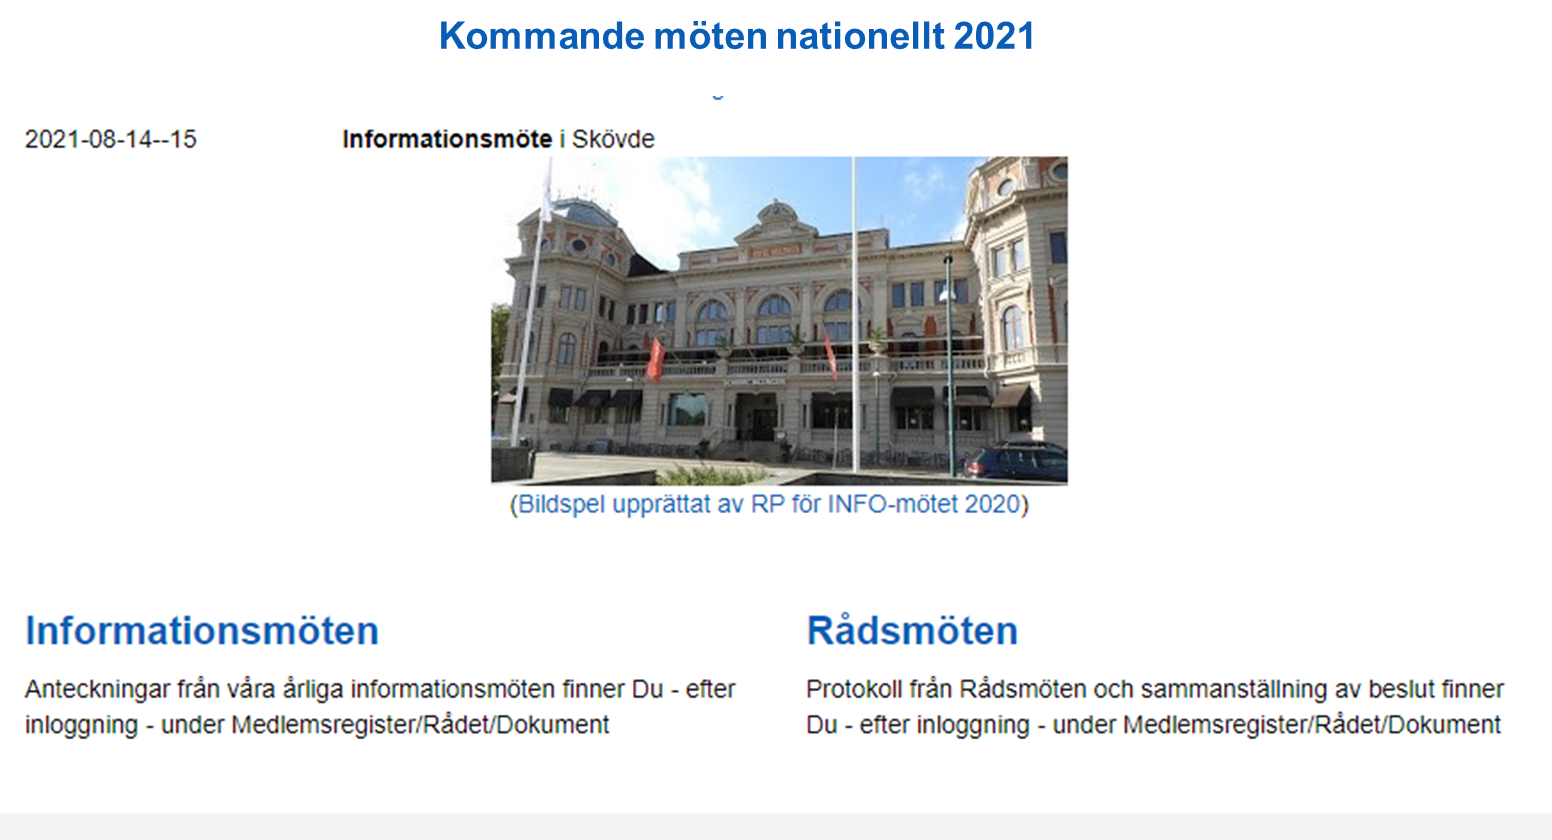 Kommande möten nationellt 2021
2021-08-14--15 Informationsmöte i Skövde
(Bildspel upprättat av RP för INFO-mötet 2020)
Informationsmöten
Anteckningar från våra årliga informationsmöten finner Du - efter
inloggning - under Medlemsregister/Rådet/Dokument
Rådsmöten
Protokoll från Rådsmöten och sammanställning av beslut finner
Du - efter inloggning - under Medlemsregister/Rådet/Dokument